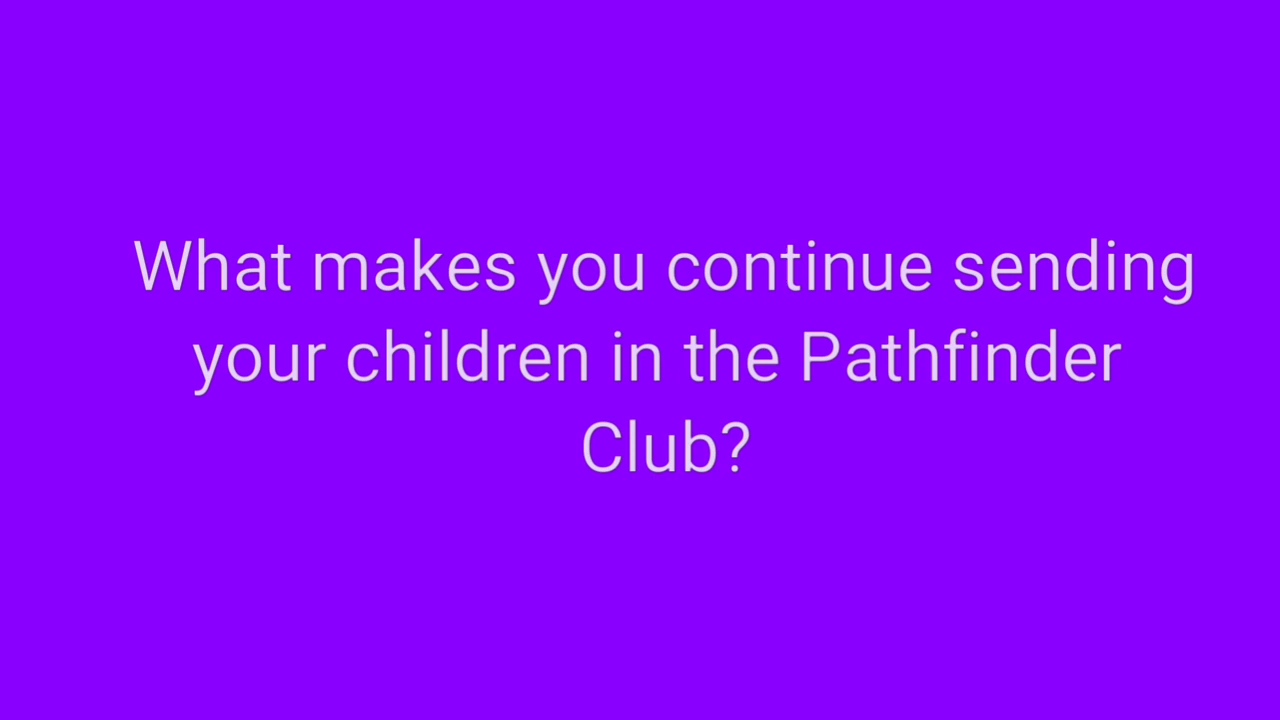 What makes you continue sending
your children in the Pathfinder
Club?